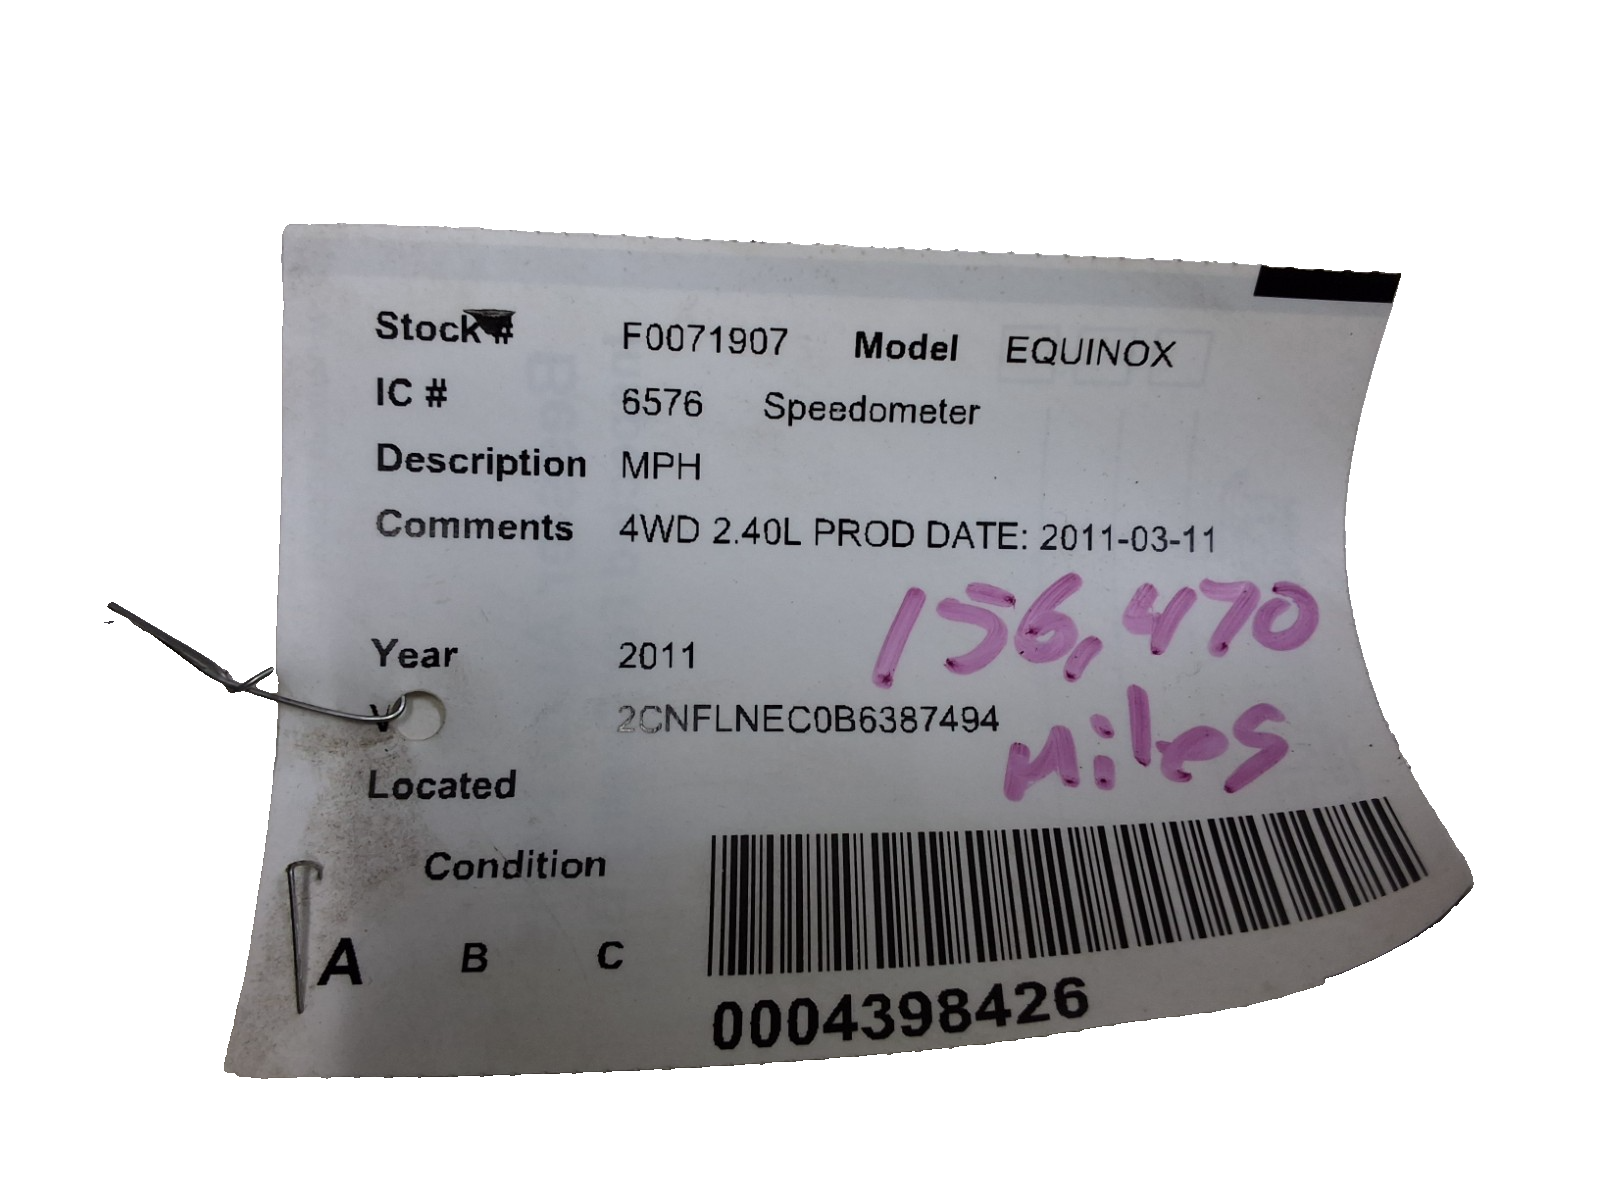 Stock # F0071907 Model EQUINOX
IC # 6576 Speedometer
Description MPH
Comments 4WD 2.40L PROD DATE: 2011-03-11
156,470
Year 2011
V 2CNFLNEC0B6387494
Miles
Located
Condition
A B C
0004398426